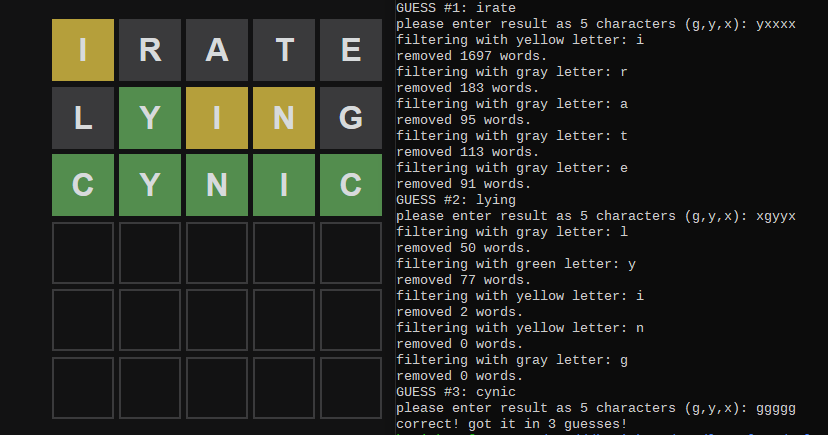 I R A T E
L Y I N G
C Y N I C
GUESS #1: irate
please enter result as 5 characters (g,y,x): yxxxx
filtering with yellow letter: i
removed 1697 words.
filtering with gray letter: r
removed 183 words.
filtering with gray letter: a
removed 95 words.
filtering with gray letter: t
removed 113 words.
filtering with gray letter: e
removed 91 words.
GUESS #2: lying
please enter result as 5 characters (g,y,x): xgyyx
filtering with gray letter: l
removed 50 words.
filtering with green letter: y
removed 77 words.
filtering with yellow letter: i
removed 2 words.
filtering with yellow letter: n
removed 0 words.
filtering with gray letter: g
removed 0 words.
GUESS #3: cynic
please enter result as 5 characters (g,y,x): ggggg
correct! got it in 3 guesses!